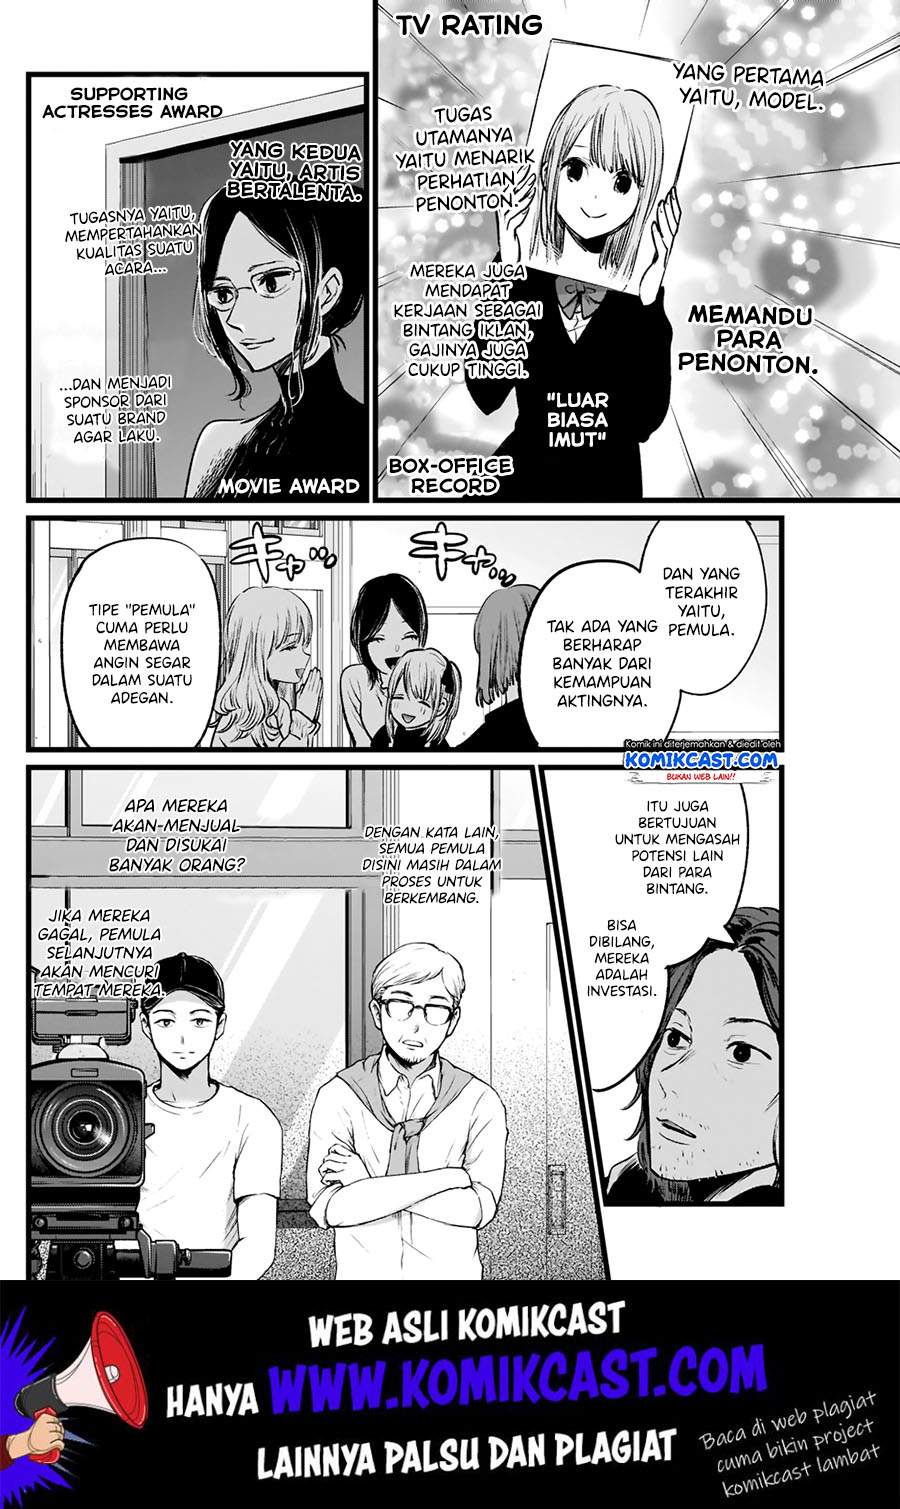 TV RATING
YANG PERTAMA
YAITU, MODEL.
TUGAS
UTAMANYA
YAITU MENARIK
PERHATIAN
PENONTON.
MEREKA JUGA
MENDAPAT
KERJAAN SEBAGAI
BINTANG IKLAN,
GAJINYA JUGA
CUKUP TINGGI.
MEMANDU
PARA
PENONTON.
"LUAR
BIASA
IMUT"
BOX-OFFICE
RECORD
SUPPORTING
ACTRESSES AWARD
YANG KEDUA
YAITU, ARTIS
BERTALENTA.
TUGASNYA YAITU,
MEMPERTAHANKAN
KUALITAS SUATU
ACARA...
...DAN MENJADI
SPONSOR DARI
SUATU BRAND
AGAR LAKU.
MOVIE AWARD
DAN YANG
TERAKHIR
YAITU,
PEMULA.
TAK ADA YANG
BERHARAP
BANYAK DARI
KEMAMPUAN
AKTINGNYA.
キャッ
キャッ
TIPE "PEMULA"
CUMA PERLU
MEMBAWA
ANGIN SEGAR
DALAM SUATU
ADEGAN.
Komik ini diterjemahkan & diedit oleh
KOMIKCAST.COM
BUKAN WEB LAIN!!
ITU JUGA
BERTUJUAN
UNTUK MENGASAH
POTENSI LAIN
DARI PARA
BINTANG.
BISA
DIBILANG,
MEREKA
ADALAH
INVESTASI.
DENGAN KATA LAIN,
SEMUA PEMULA
DISINI MASIH DALAM
PROSES UNTUK
BERKEMBANG.
APA MEREKA
AKAN-MENJUAL
DAN DISUKAI
BANYAK ORANG?
JIKA MEREKA
GAGAL, PEMULA
SELANJUTNYA
AKAN MENCURI
TEMPAT MEREKA.
WEB ASLI KOMIKCAST
HANYA WWW.KOMIKCAST.COM
LAINNYA PALSU DAN PLAGIAT
Baca di web plagiat
cuma bikin project
komikcast lambat